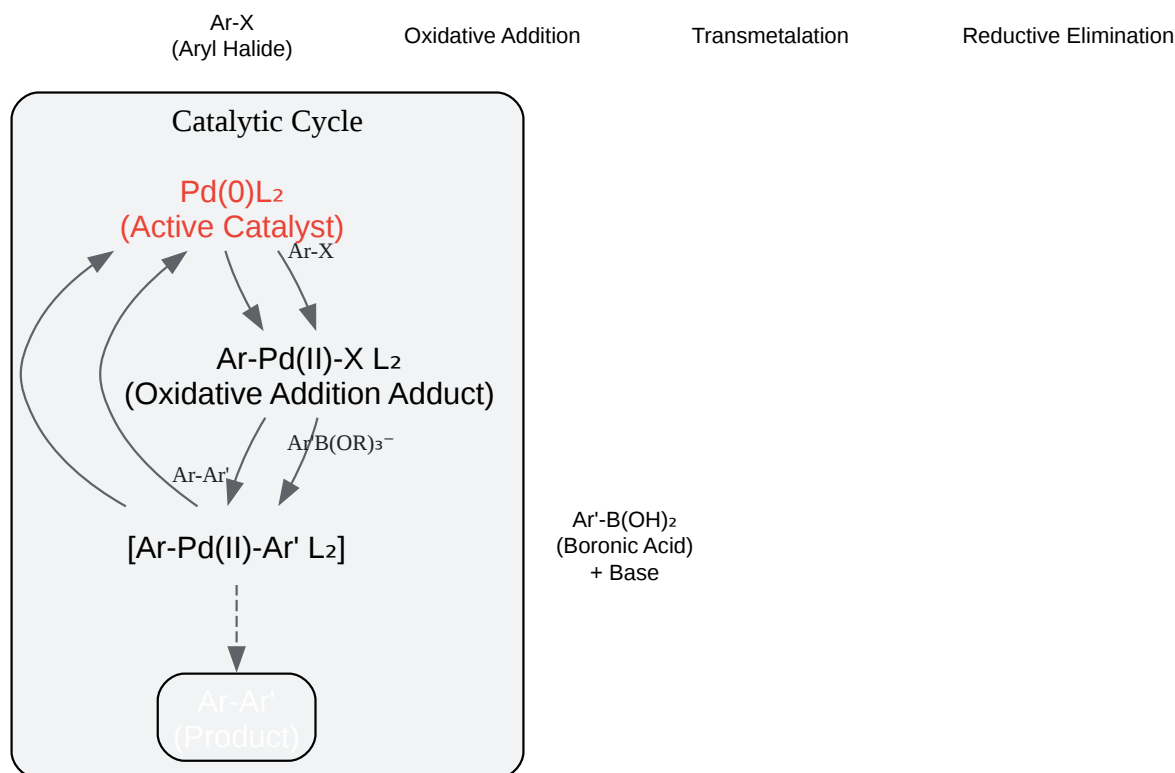 Ar-X
(Aryl Halide)
Oxidative Addition
Transmetalation
Reductive Elimination
Catalytic Cycle
Pd(0)L₂
(Active Catalyst)
Ar-X
Ar-Pd(II)-X L₂
(Oxidative Addition Adduct)
Ar'B(OR)₃⁻
Ar-Ar'
[Ar-Pd(II)-Ar' L₂]
Ar'-B(OH)₂
(Boronic Acid)
+ Base
Ar-Ar'
(Product)